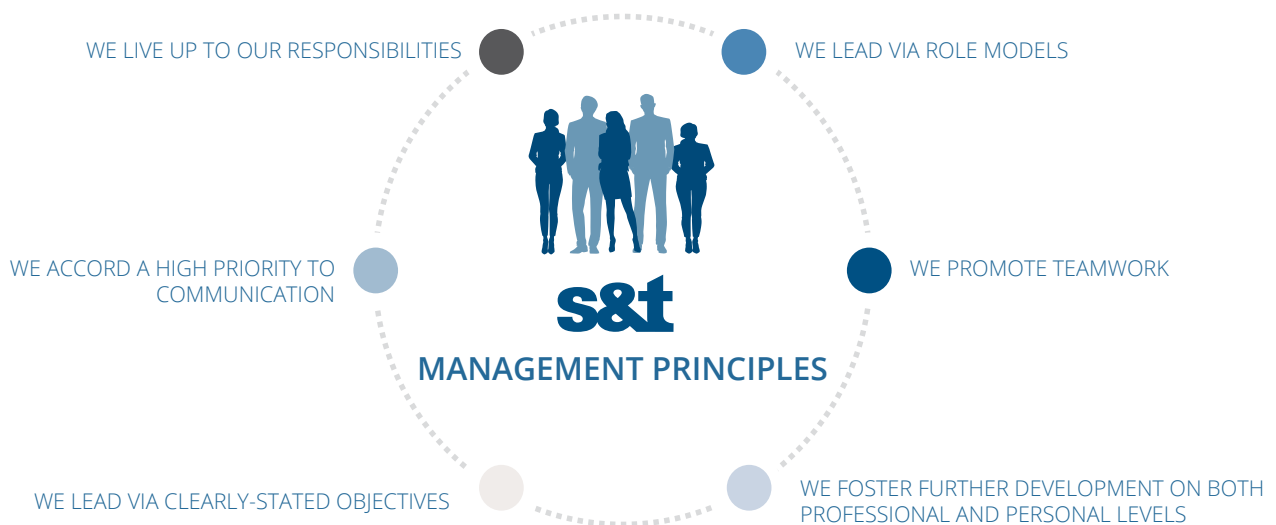 WE LIVE UP TO OUR RESPONSIBILITIES
WE LEAD VIA ROLE MODELS
WE ACCORD A HIGH PRIORITY TO
COMMUNICATION
WE PROMOTE TEAMWORK
s&t
MANAGEMENT PRINCIPLES
WE LEAD VIA CLEARLY-STATED OBJECTIVES
WE FOSTER FURTHER DEVELOPMENT ON BOTH
PROFESSIONAL AND PERSONAL LEVELS